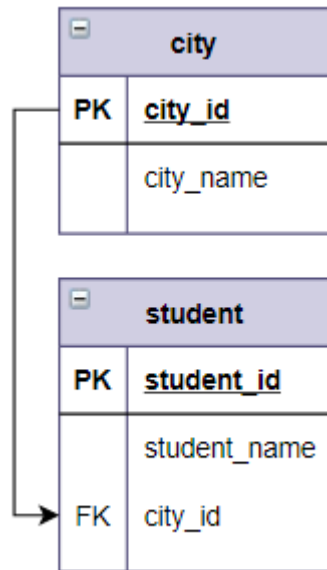 city
PK city_id
city_name
student
PK student_id
student_name
FK city_id